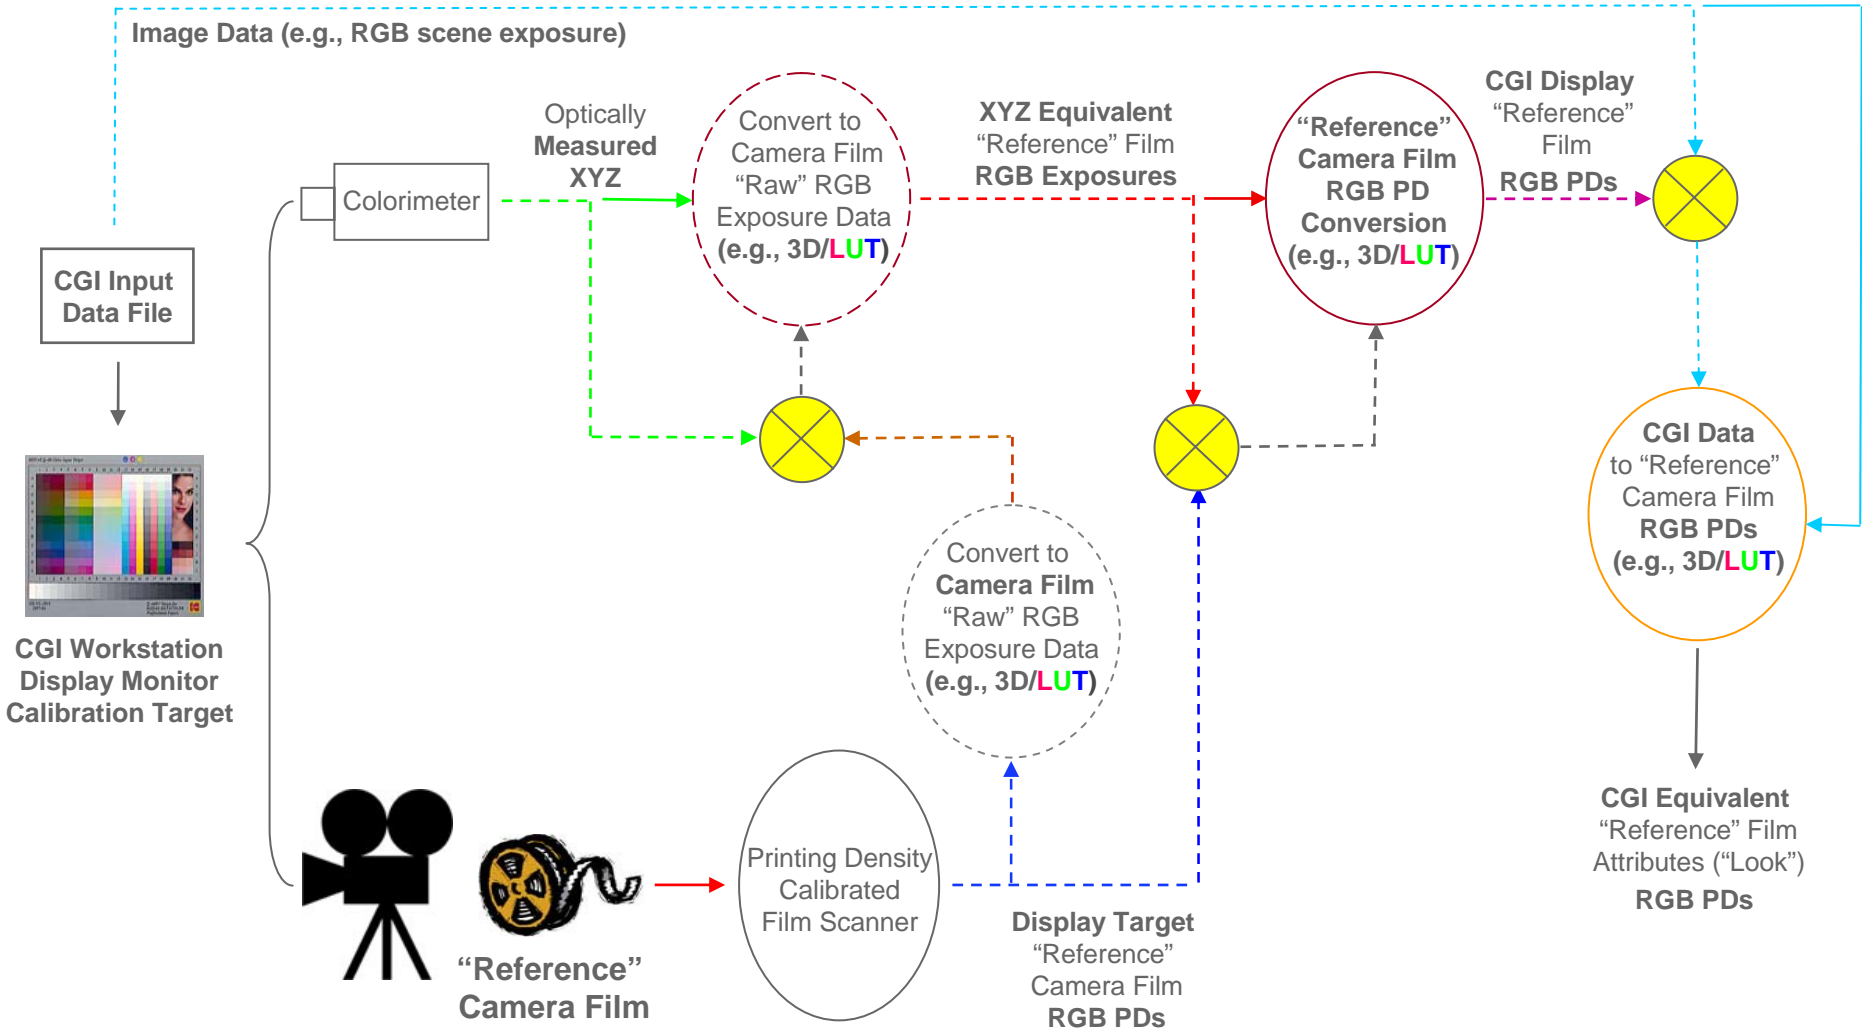 Image Data (e.g., RGB scene exposure)
Optically
Measured
XYZ
Convert to
Camera Film
“Raw” RGB
Exposure Data
(e.g., 3D/LUT)
XYZ Equivalent
“Reference” Film
RGB Exposures
“Reference”
Camera Film
RGB PD
Conversion
(e.g., 3D/LUT)
CGI Display
“Reference”
Film
RGB PDs
Colorimeter
CGI Input
Data File
CGI Workstation
Display Monitor
Calibration Target
Convert to
Camera Film
“Raw” RGB
Exposure Data
(e.g., 3D/LUT)
CGI Data
to “Reference”
Camera Film
RGB PDs
(e.g., 3D/LUT)
Printing Density
Calibrated
Film Scanner
“Reference”
Camera Film
Display Target
“Reference”
Camera Film
RGB PDs
CGI Equivalent
“Reference” Film
Attributes (“Look”)
RGB PDs